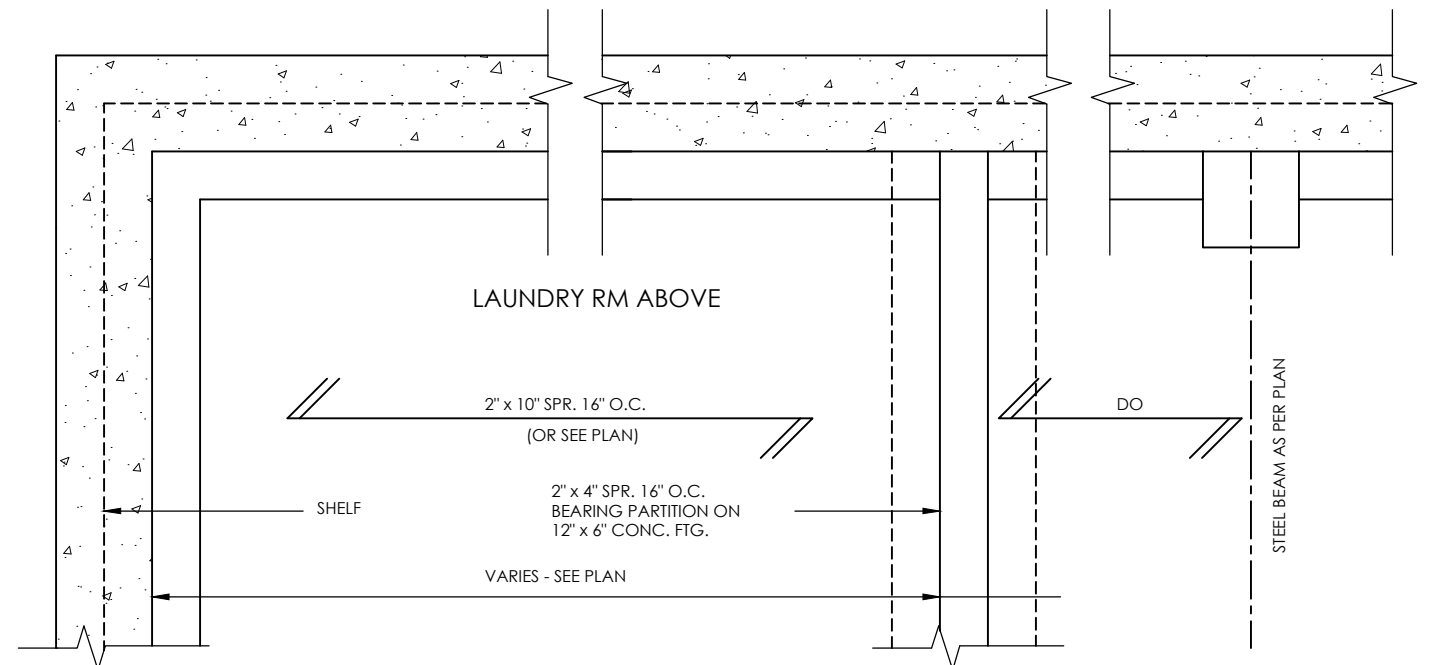 LAUNDRY RM ABOVE
2" x 10" SPR. 16" O.C.
(OR SEE PLAN)
DO
STEEL BEAM AS PER PLAN
SHELF
2" x 4" SPR. 16" O.C.
BEARING PARTITION ON
12" x 6" CONC. FTG.
VARIES - SEE PLAN